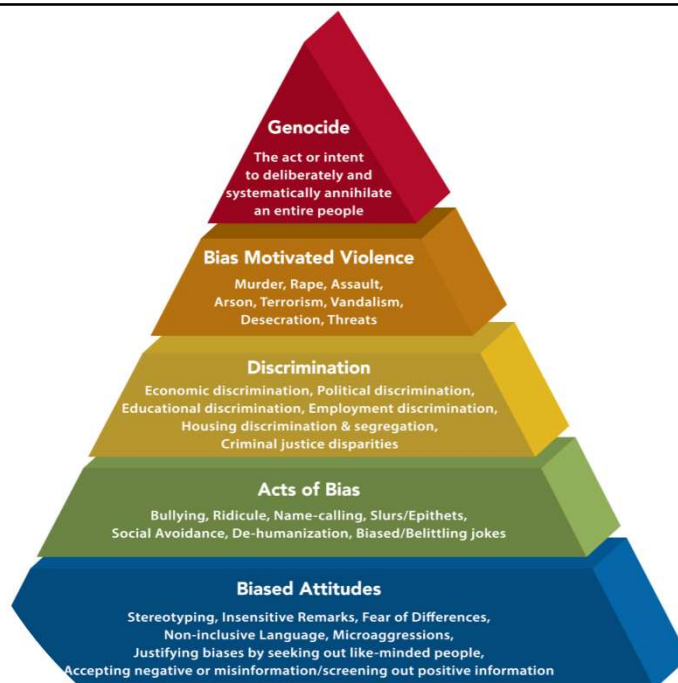 Genocide
The act or intent
to deliberately and
systematically annihilate
an entire people
Bias Motivated Violence
Murder, Rape, Assault,
Arson, Terrorism, Vandalism,
Desecration, Threats
Discrimination
Economic discrimination, Political discrimination,
Educational discrimination, Employment discrimination,
Housing discrimination & segregation,
Criminal justice disparities
Acts of Bias
Bullying, Ridicule, Name-calling, Slurs/Epithets,
Social Avoidance, De-humanization, Biased/Belittling jokes
Biased Attitudes
Stereotyping, Insensitive Remarks, Fear of Differences,
Non-inclusive Language, Microaggressions,
Justifying biases by seeking out like-minded people,
Accepting negative or misinformation/screening out positive information